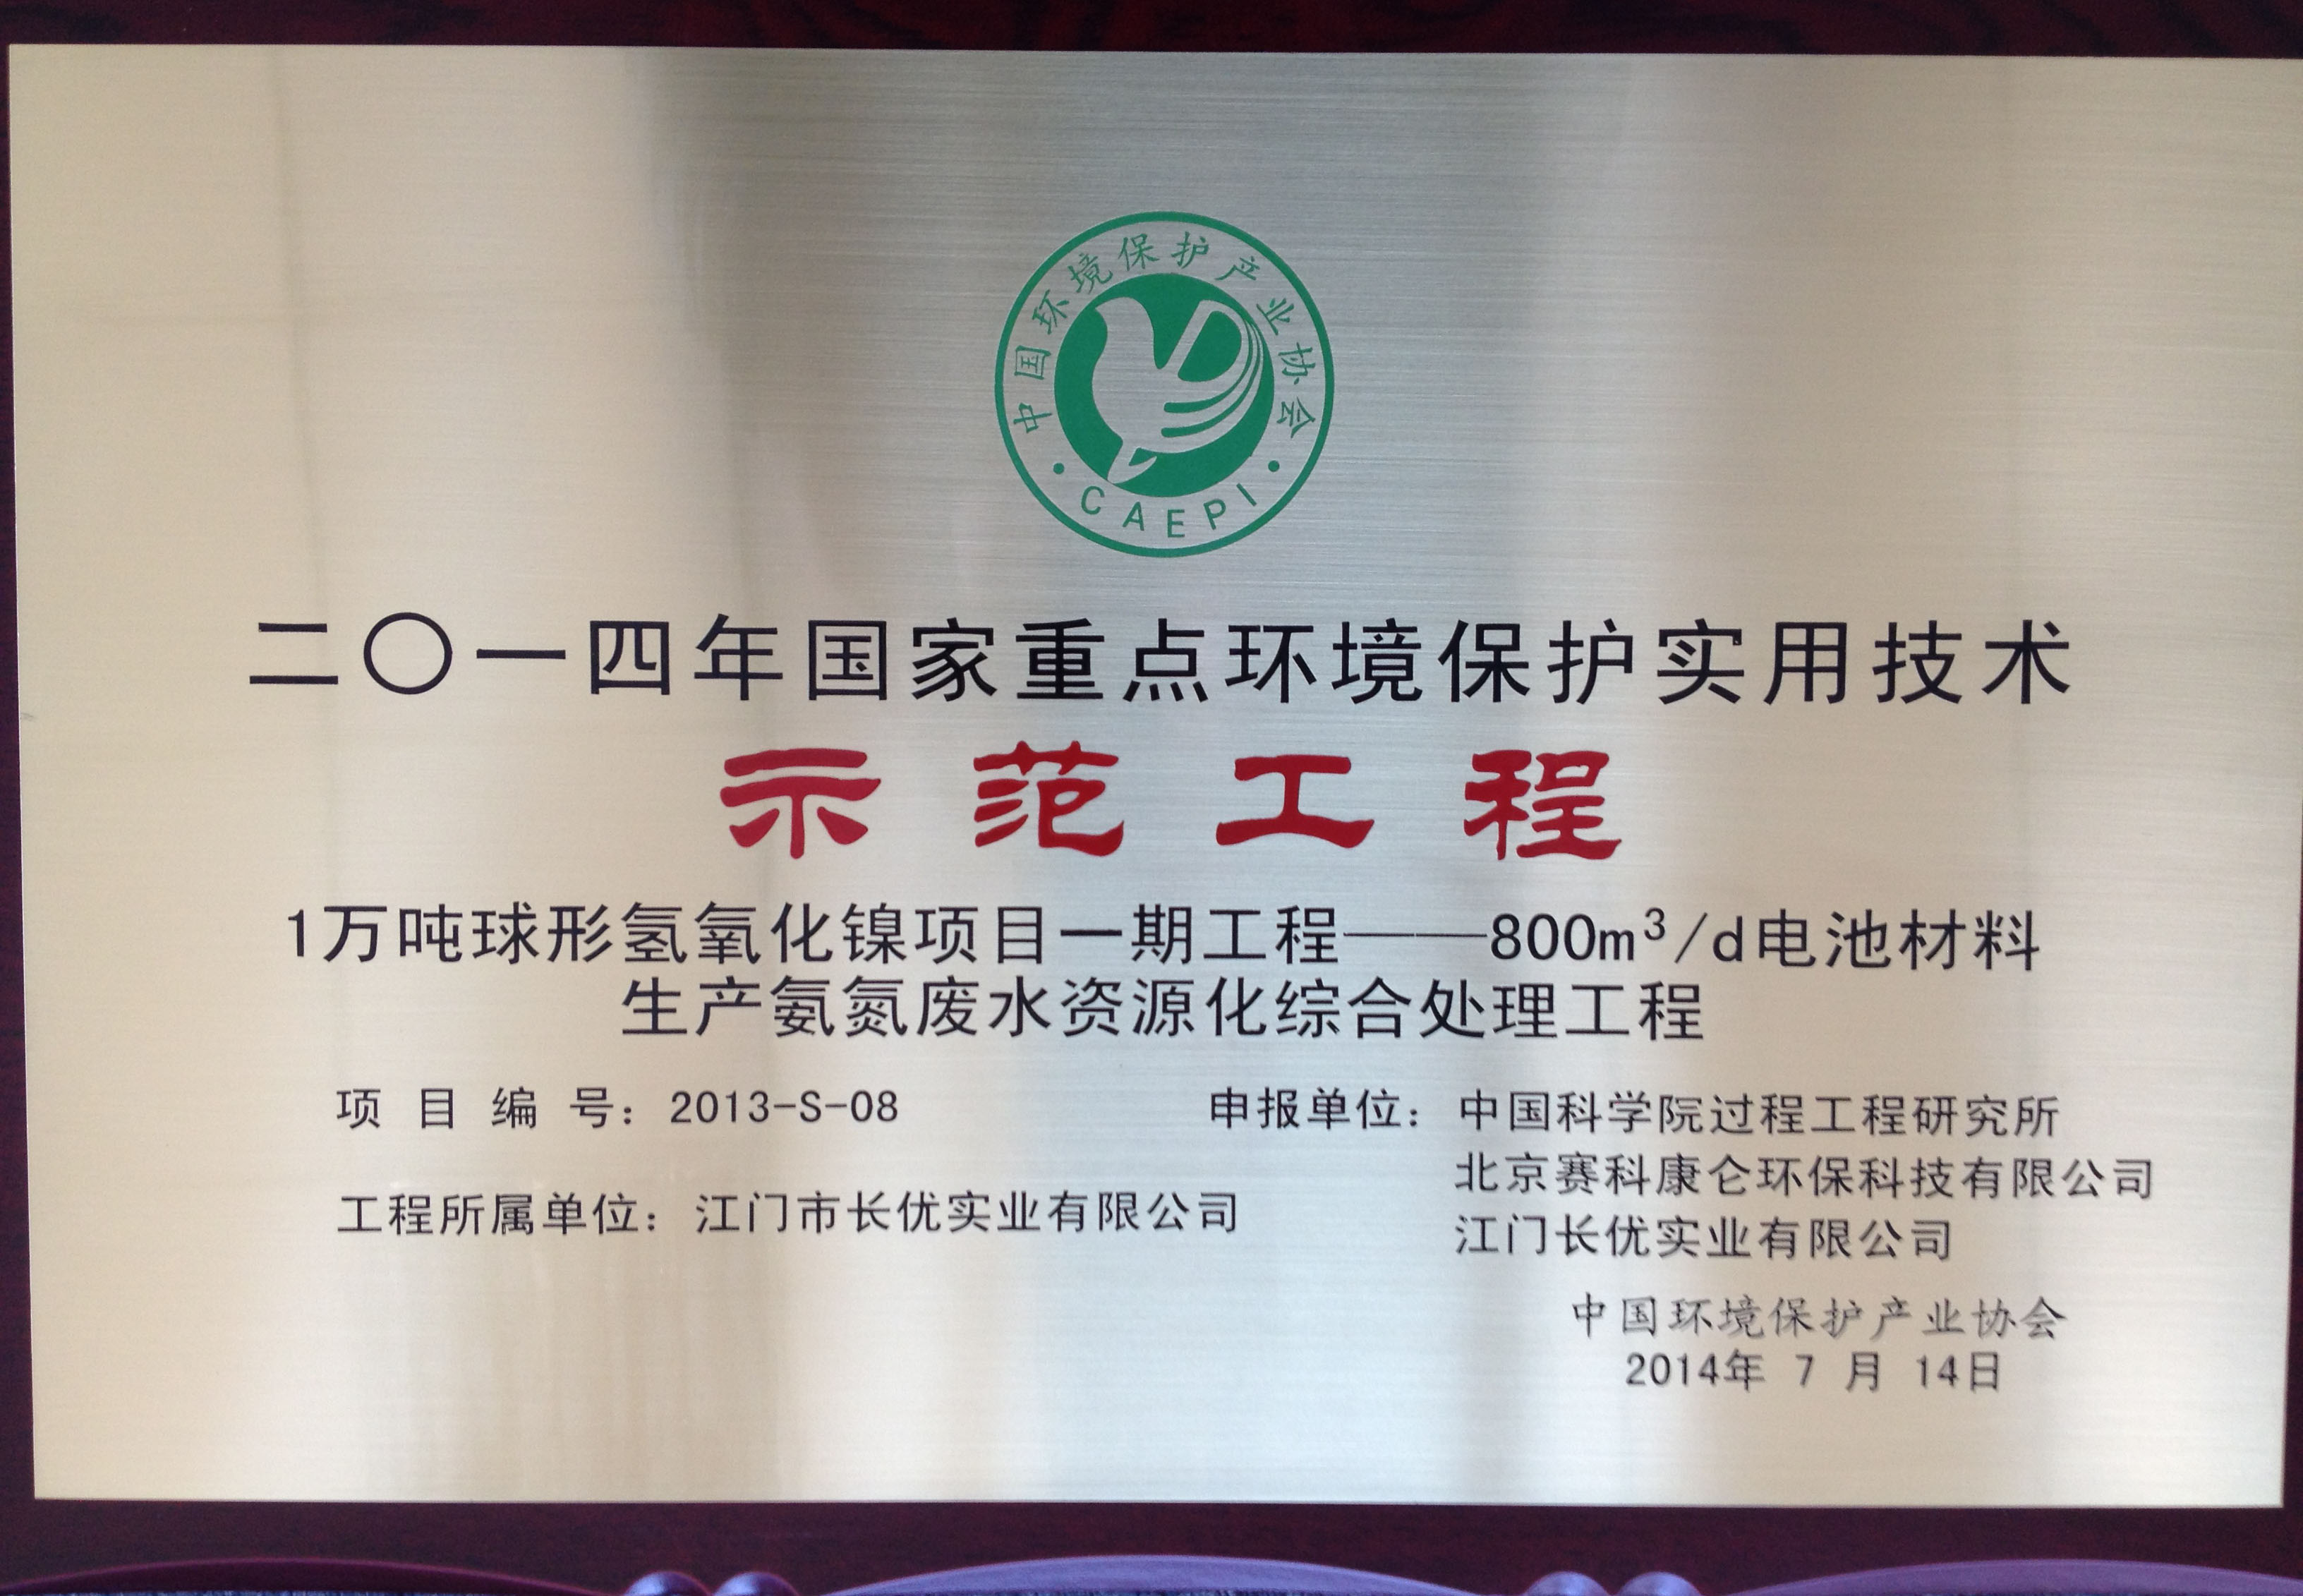 中国环境保护产业协会
·CAEPI·
二〇一四年国家重点环境保护实用技术
示范工程
1万吨球形氢氧化镍项目一期工程——800m³/d电池材料
生产氨氮废水资源化综合处理工程
项 目 编 号：2013-S-08
工程所属单位：江门市长优实业有限公司
申报单位：中国科学院过程工程研究所
北京赛科康仑环保科技有限公司
江门长优实业有限公司
中国环境保护产业协会
2014年 7 月 14日